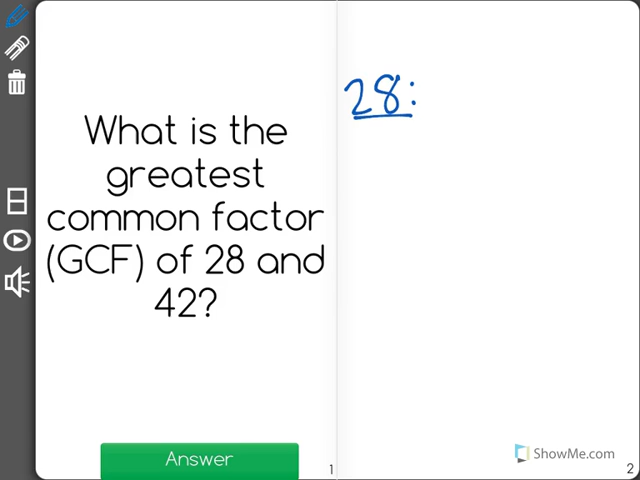 What is the
greatest
common factor
(GCF) of 28 and
42?
Answer
1
28:
ShowMe.com
2